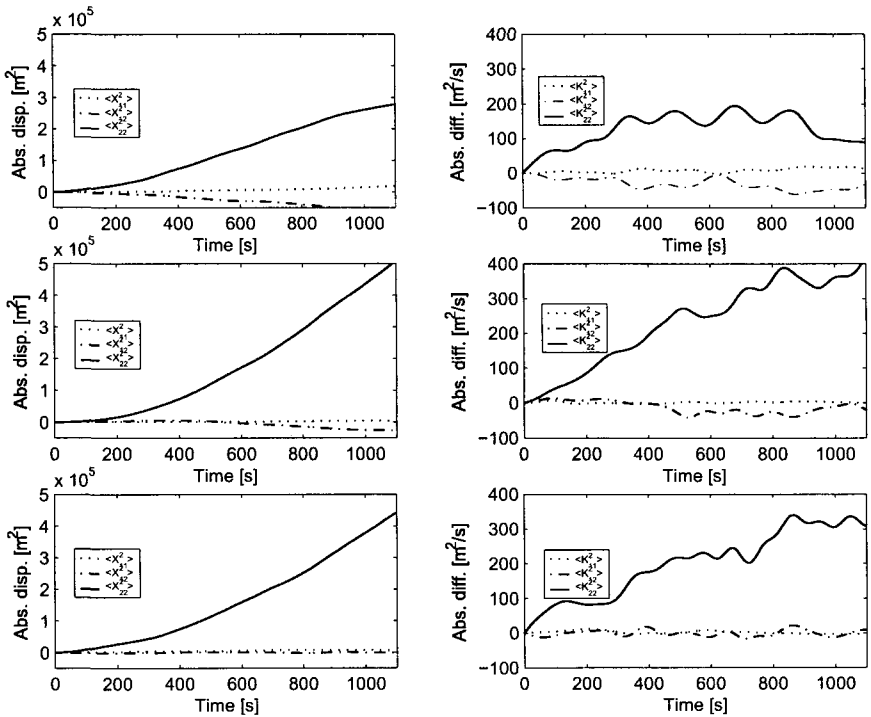 x 10^5
5
4
3
2
1
0
Abs. disp. [m^2]
<X^2_11>
<X^2_12>
<X^2_22>
0 200 400 600 800 1000
Time [s]
400
300
200
100
0
−100
Abs. diff. [m^2/s]
<K^2_11>
<K^2_12>
<K^2_22>
0 200 400 600 800 1000
Time [s]
x 10^5
5
4
3
2
1
0
Abs. disp. [m^2]
<X^2_11>
<X^2_12>
<X^2_22>
0 200 400 600 800 1000
Time [s]
400
300
200
100
0
−100
Abs. diff. [m^2/s]
<K^2_11>
<K^2_12>
<K^2_22>
0 200 400 600 800 1000
Time [s]
x 10^5
5
4
3
2
1
0
Abs. disp. [m^2]
<X^2_11>
<X^2_12>
<X^2_22>
0 200 400 600 800 1000
Time [s]
400
300
200
100
0
−100
Abs. diff. [m^2/s]
<K^2_11>
<K^2_12>
<K^2_22>
0 200 400 600 800 1000
Time [s]